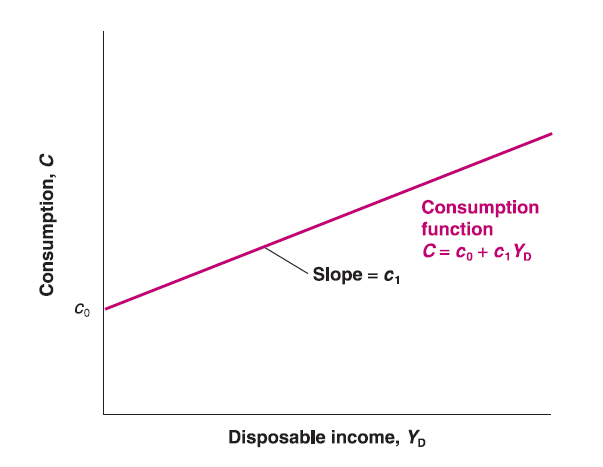 Consumption, C
Consumption
function
C = c₀ + c₁Y_D
Slope = c₁
c₀
Disposable income, Y_D